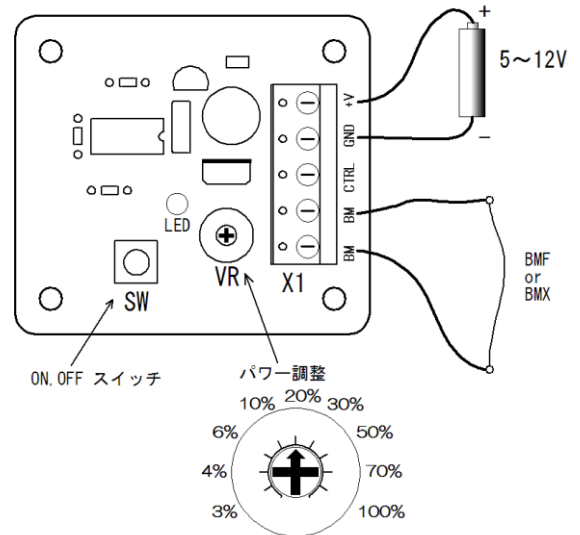 +
5～12V
−
+V
GND
CTRL
BM
BM
LED
SW
VR
X1
BMF
or
BMX
ON,OFF スイッチ
パワー調整
3%
4%
6%
10%
20%
30%
50%
70%
100%